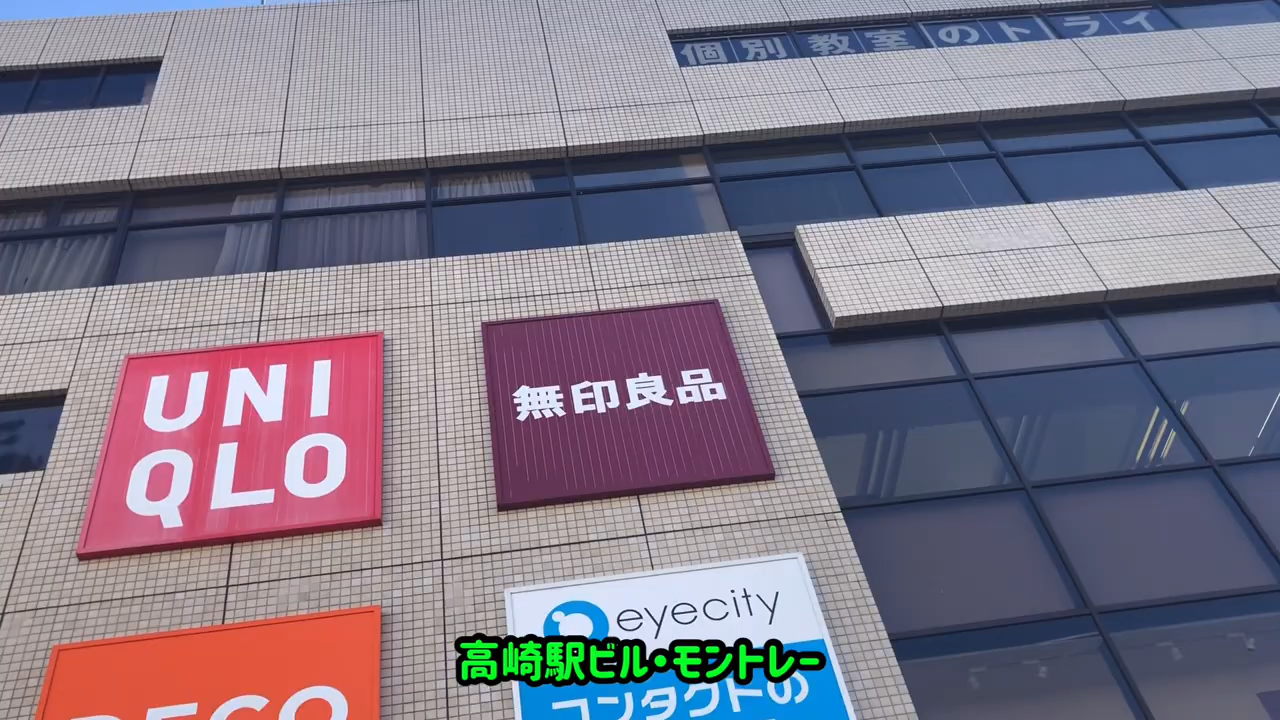 個別教室のトライ
UNI
QLO
無印良品
eyecity
コンタクトの
高崎駅ビル・モントレー